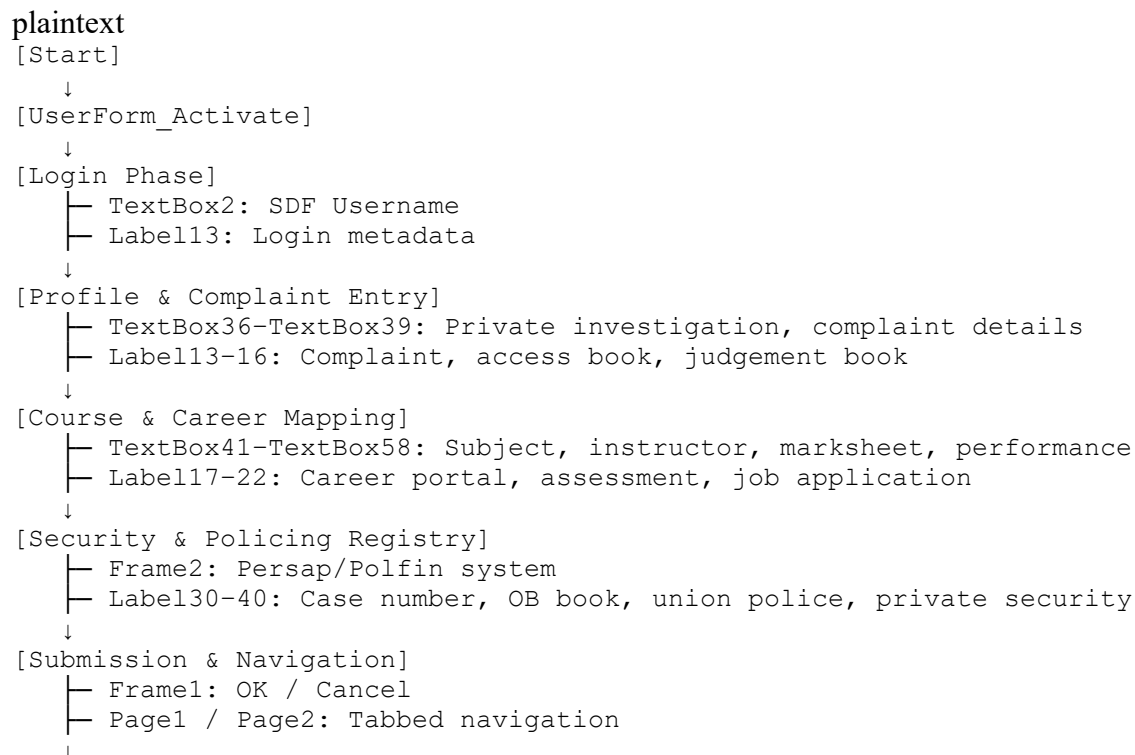 plaintext
[Start]
↓
[UserForm_Activate]
↓
[Login Phase]
├─ TextBox2: SDF Username
├─ Label13: Login metadata
↓
[Profile & Complaint Entry]
├─ TextBox36–TextBox39: Private investigation, complaint details
├─ Label13–16: Complaint, access book, judgement book
↓
[Course & Career Mapping]
├─ TextBox41–TextBox58: Subject, instructor, marksheet, performance
├─ Label17–22: Career portal, assessment, job application
↓
[Security & Policing Registry]
├─ Frame2: Persap/Polfin system
├─ Label30–40: Case number, OB book, union police, private security
↓
[Submission & Navigation]
├─ Frame1: OK / Cancel
├─ Page1 / Page2: Tabbed navigation
↓